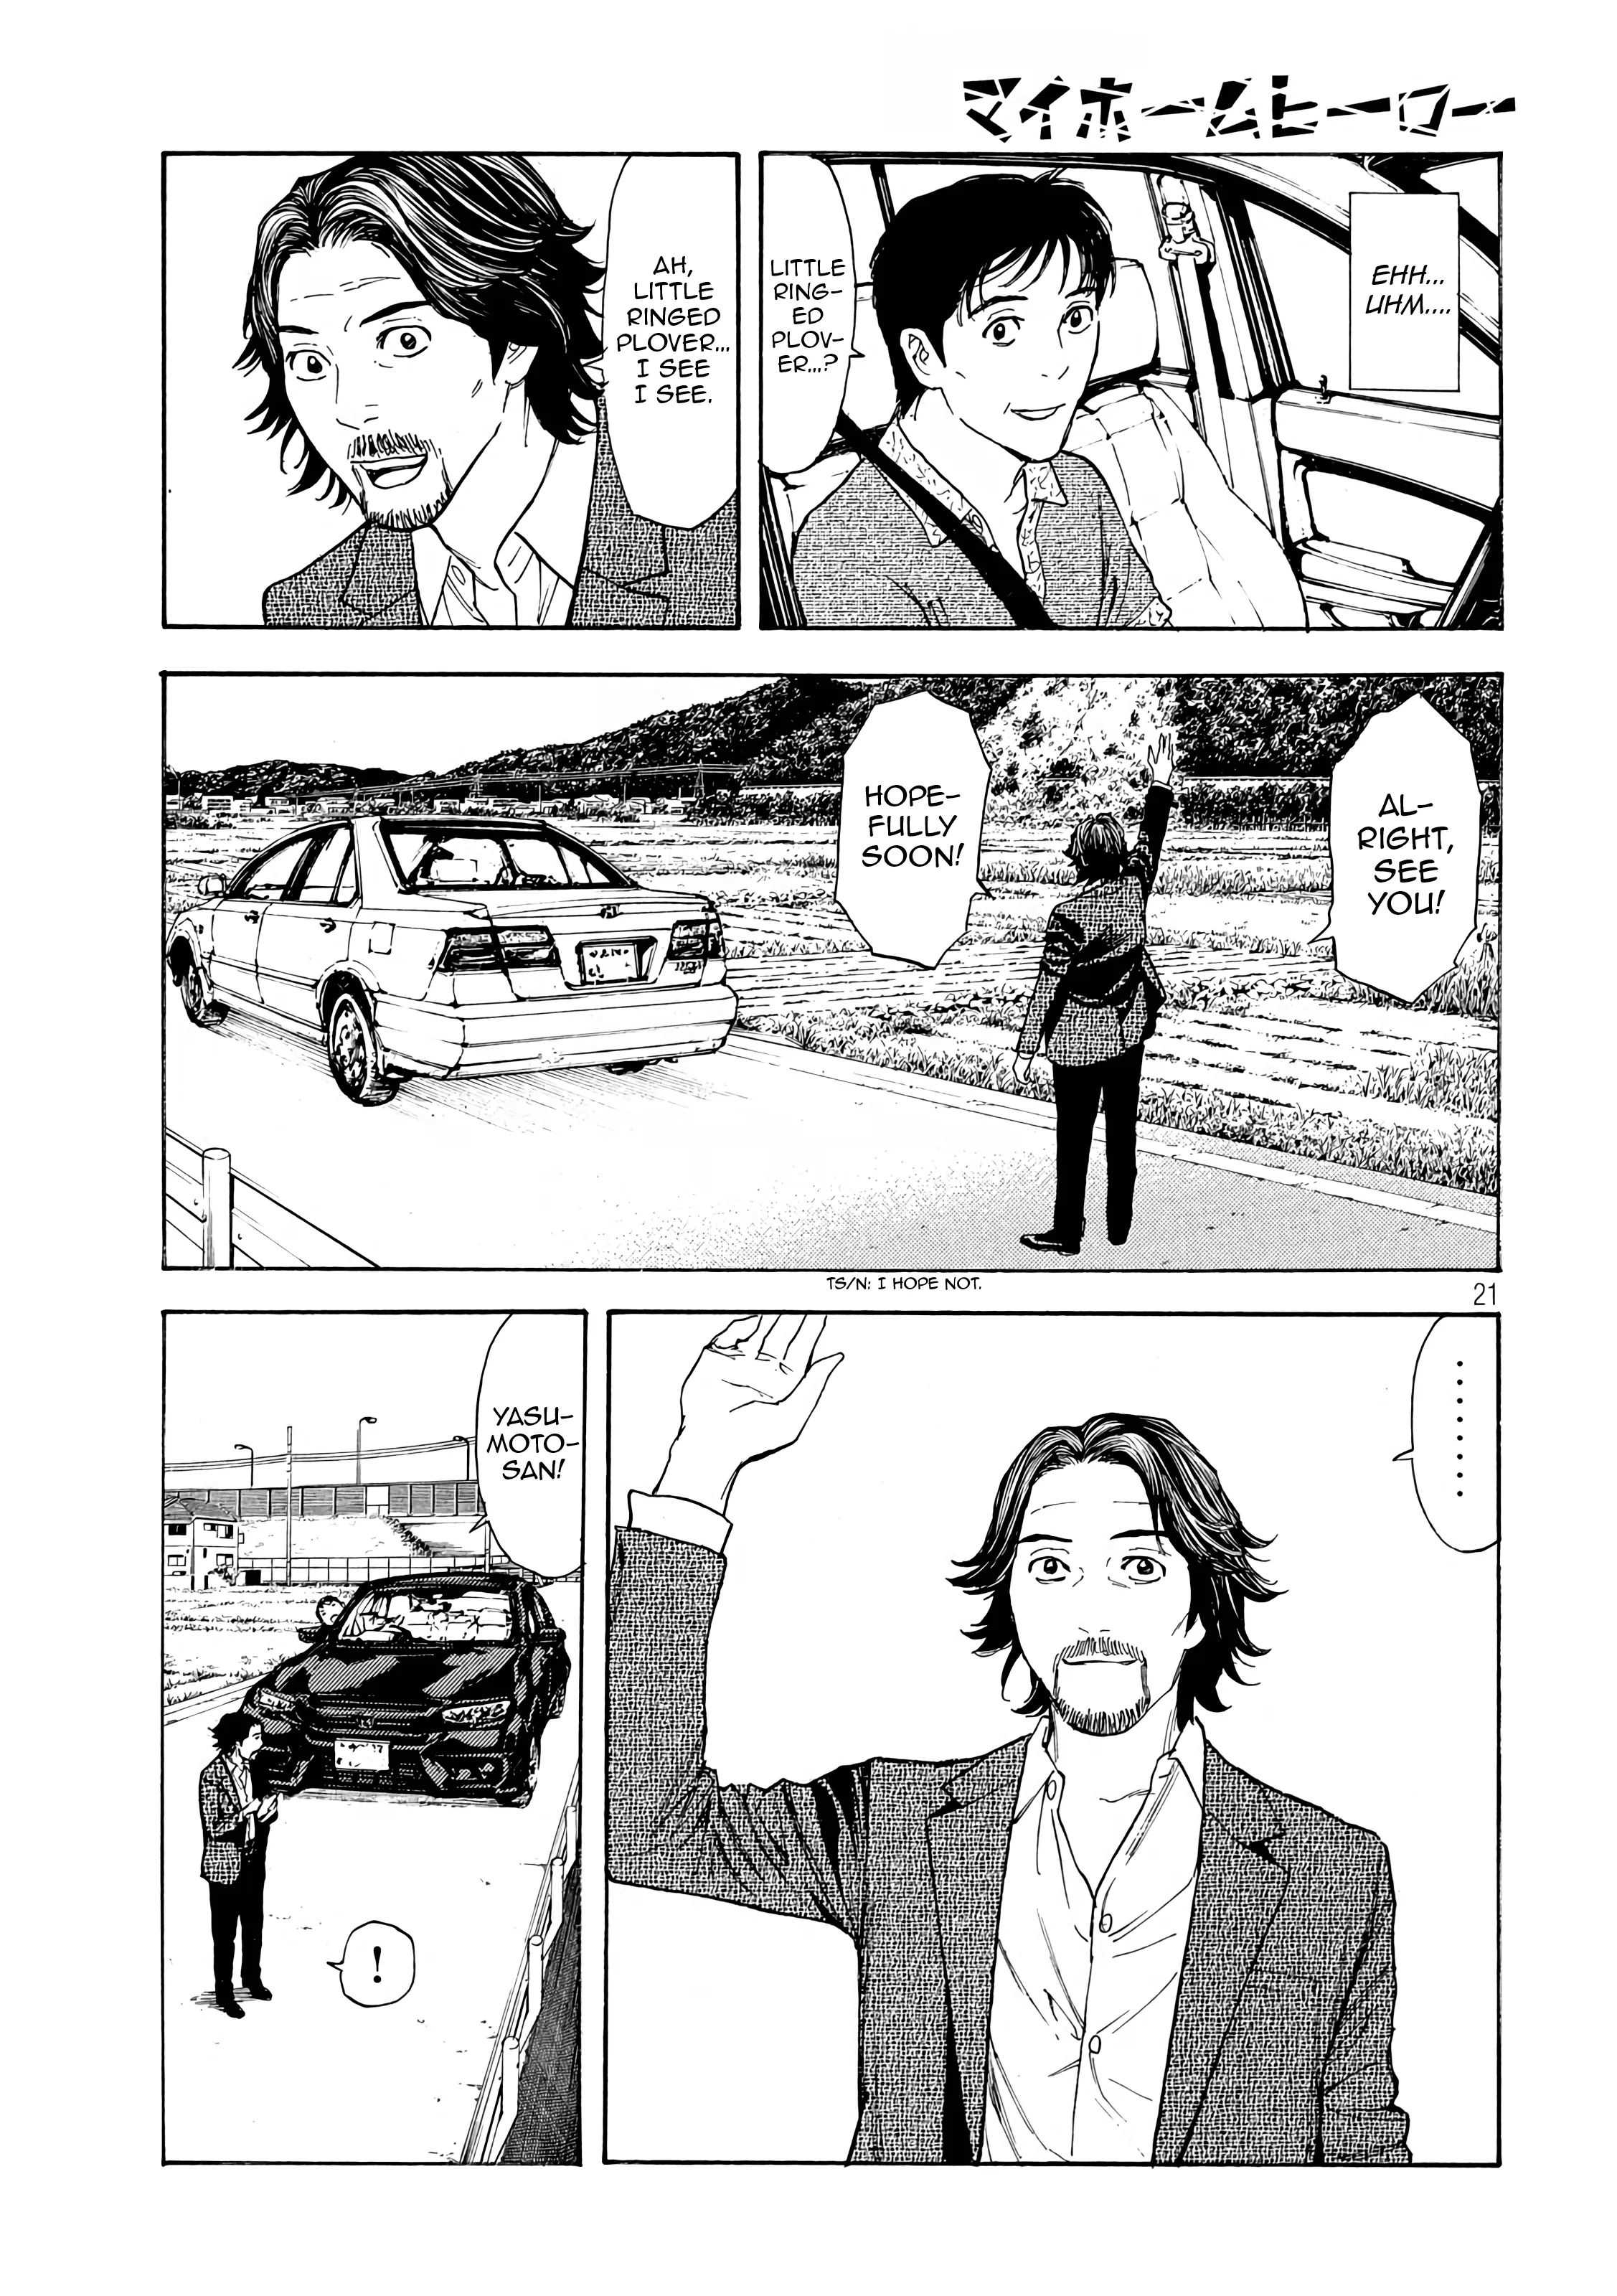 マイホームヒーロー
EHH...
UHM....
LITTLE
RING-
ED
PLOV-
ER...?
AH,
LITTLE
RINGED
PLOVER...
I SEE
I SEE.
AL-
RIGHT,
SEE
YOU!
HOPE-
FULLY
SOON!
TS/N: I HOPE NOT.
21
........
YASU-
MOTO-
SAN!
!